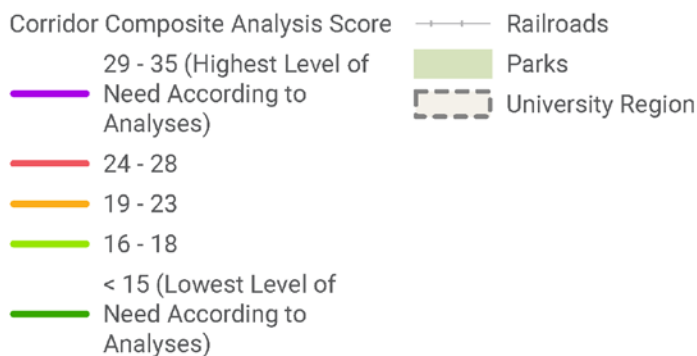 Corridor Composite Analysis Score
29 - 35 (Highest Level of
Need According to
Analyses)
24 - 28
19 - 23
16 - 18
< 15 (Lowest Level of
Need According to
Analyses)
Railroads
Parks
University Region